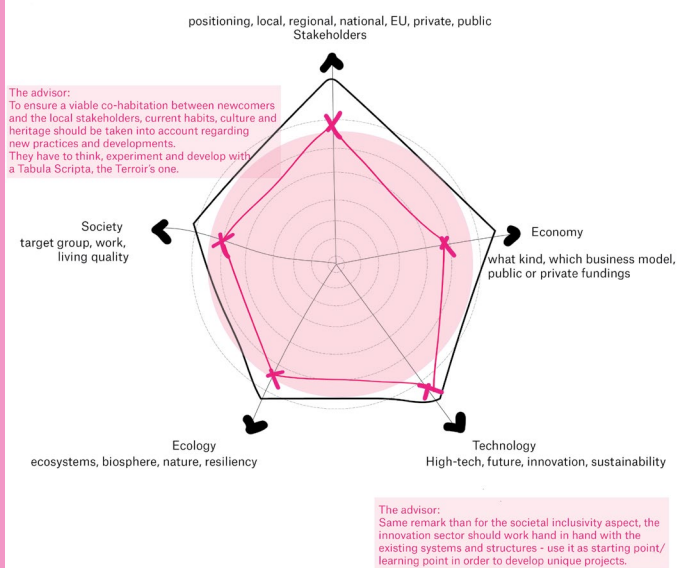 positioning, local, regional, national, EU, private, public
Stakeholders
The advisor:
To ensure a viable co-habitation between newcomers
and the local stakeholders, current habits, culture and
heritage should be taken into account regarding
new practices and developments.
They have to think, experiment and develop with
a Tabula Scripta, the Terroir's one.
Society
target group, work,
living quality
Economy
what kind, which business model,
public or private fundings
Ecology
ecosystems, biosphere, nature, resiliency
Technology
High-tech, future, innovation, sustainability
The advisor:
Same remark than for the societal inclusivity aspect, the
innovation sector should work hand in hand with the
existing systems and structures - use it as starting point/
learning point in order to develop unique projects.